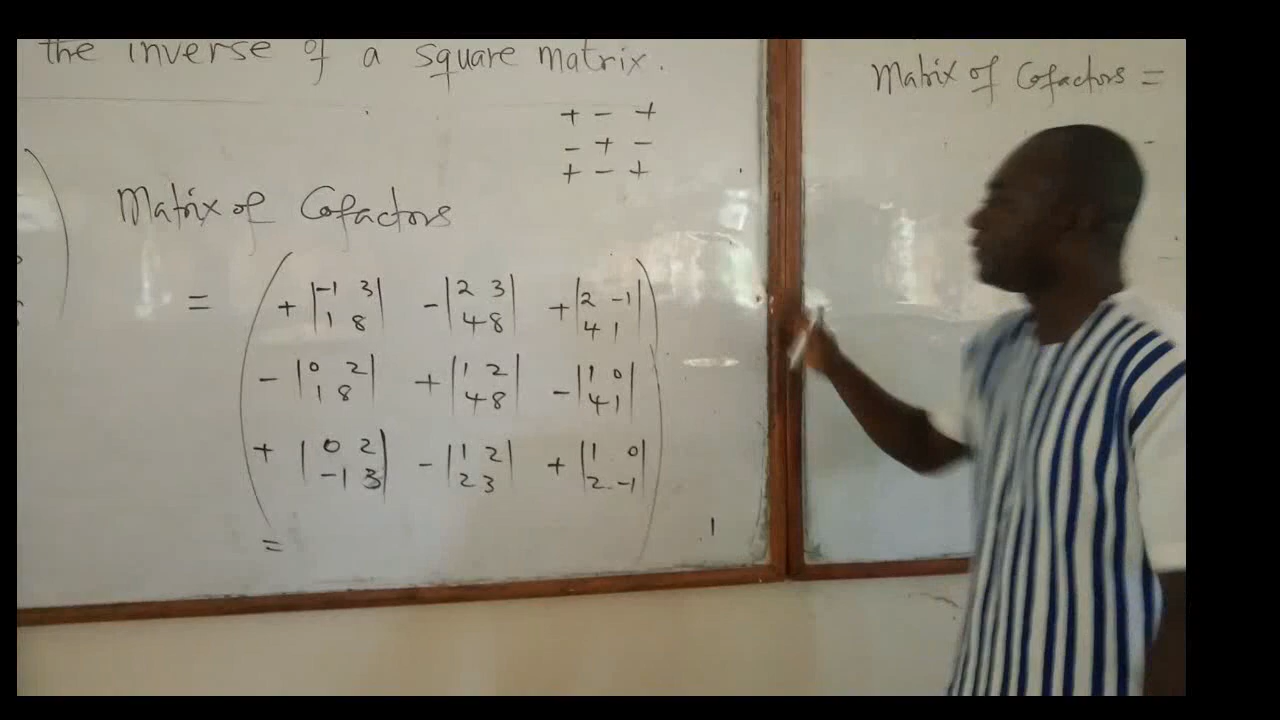 the inverse of a square matrix.
+ - +
- + -
+ - +
Matrix of Cofactors
= + |-1 3| - |2 3| + |2 -1|
|1 8| |4 8| |4 1|
- |0 2| + |1 2| - |1 0|
|1 8| |4 8| |4 1|
+ |0 2| - |1 2| + |1 0|
|-1 3| |2 3| |2 -1|
=
Matrix of Cofactors =